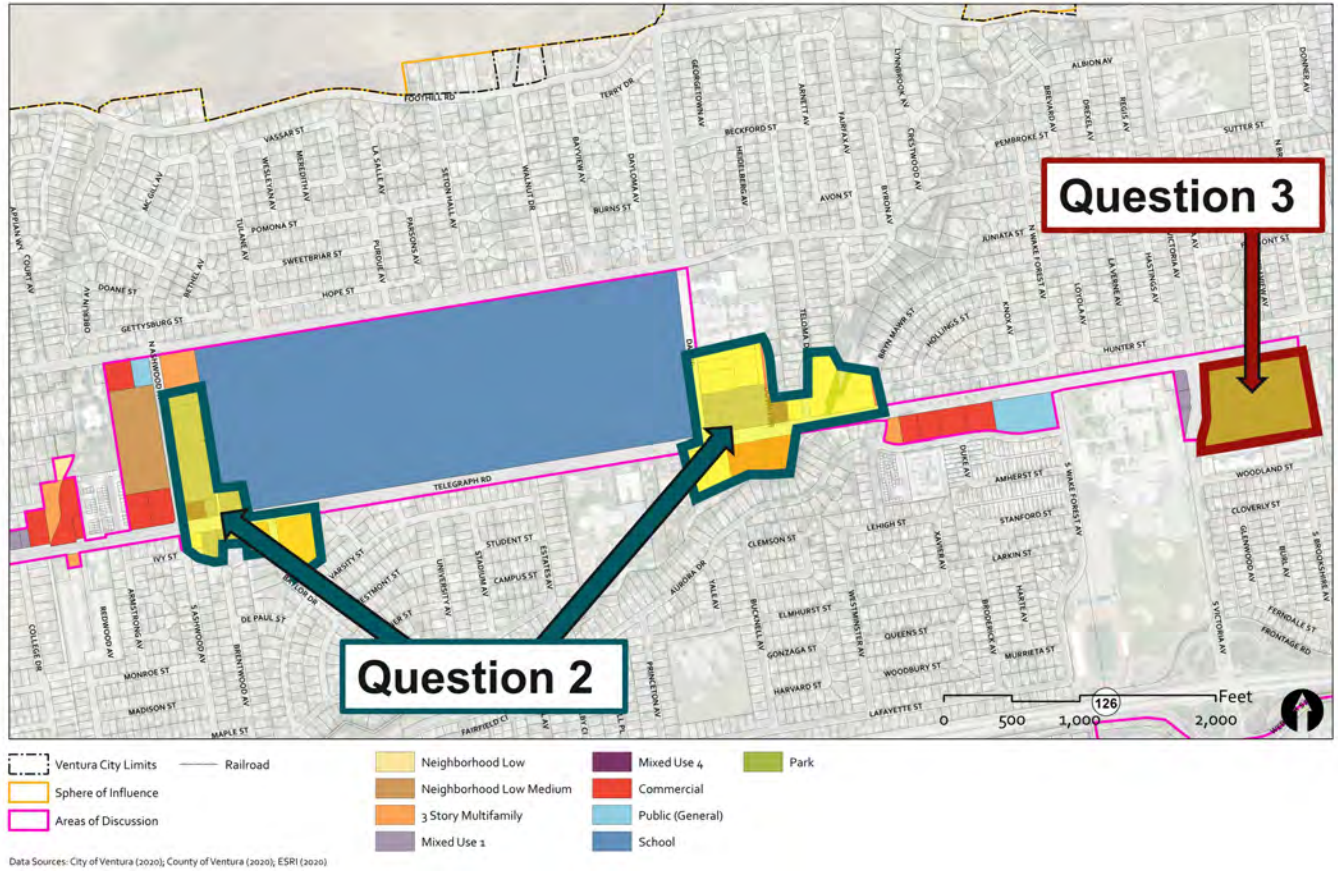 FOOTHILL RD
TERRY DR
GEORGETOWN AV
ARNETT AV
FAIRFAX AV
LYNNBROOK AV
CRESTWOOD AV
ALBION AV
BREVARD AV
DREXEL AV
REGIS AV
DONNER AV
SUTTER ST
VASSAR ST
WESLEYAN AV
MEREDITH AV
LA SALLE AV
SETON HALL AV
WALNUT DR
BAYVIEW AV
DAYLOMA AV
BECKFORD ST
HEIDELBERG AV
PEMBROKE ST
MC GILL AV
APPIAN WY
COURT AV
TULANE AV
POMONA ST
PURDUE AV
PARSONS AV
BURNS ST
AVON ST
BYRON AV
Question 3
JUNIATA ST
N WAKE FOREST AV
SWEETBRIAR ST
BETHEL AV
DOANE ST
OBERLIN AV
HOPE ST
GETTYSBURG ST
KNOX AV
LOYOLA AV
LA VERNE AV
HASTINGS AV
HOLLINGS ST
BRYN MAWR ST
HUNTER ST
N ASHWOOD
TELOMA D
TELEGRAPH RD
DUKE AV
AMHERST ST
S WAKE FOREST AV
WOODLAND ST
CLOVERLY ST
STANFORD ST
LEHIGH ST
XAVIER AV
LARKIN ST
GLENWOOD AV
BURL AV
S BROOKSHIRE AV
IVY ST
VARSITY ST
STUDENT ST
ESTATES AV
STADIUM AV
CAMPUS ST
UNIVERSITY AV
CLEMSON ST
AURORA DR
YALE AV
BAYLOR DR
REDWOOD AV
ARMSTRONG AV
S ASHWOOD AV
DE PAUL ST
COLLEGE DR
BRENTWOOD AV
MONROE ST
MADISON ST
MAPLE ST
Question 2
BUCKNELL AV
ELMHURST ST
WESTMINSTER AV
GONZAGA ST
QUEENS ST
BRODERICK AV
HARTE AV
MURRIETA ST
WOODBURY ST
HARVARD ST
LAFAYETTE ST
PRINCETON AV
FAIRFIELD CI
S VICTORIA AV
FERNDALE ST
FRONTAGE RD
126
Feet
0 500 1,000 2,000
Ventura City Limits
Railroad
Sphere of Influence
Areas of Discussion
Neighborhood Low
Neighborhood Low Medium
3 Story Multifamily
Mixed Use 1
Mixed Use 4
Commercial
Public (General)
School
Park
Data Sources: City of Ventura (2020); County of Ventura (2020); ESRI (2020)